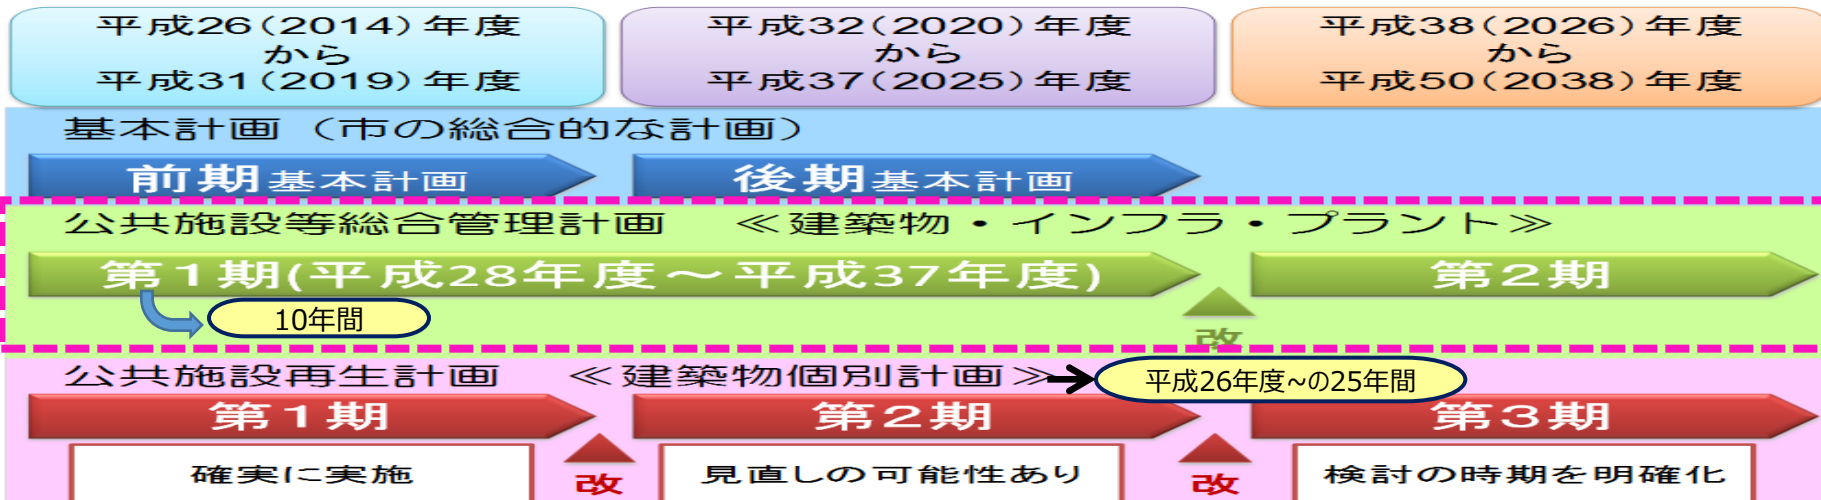 平成26(2014)年度
から
平成31(2019)年度
平成32(2020)年度
から
平成37(2025)年度
平成38(2026)年度
から
平成50(2038)年度
基本計画（市の総合的な計画）
前期基本計画
後期基本計画
公共施設等総合管理計画 ≪建築物・インフラ・プラント≫
第１期(平成28年度～平成37年度)
第２期
10年間
改
公共施設再生計画 ≪建築物個別計画≫
平成26年度~の25年間
第１期
第２期
第３期
確実に実施
改
見直しの可能性あり
改
検討の時期を明確化